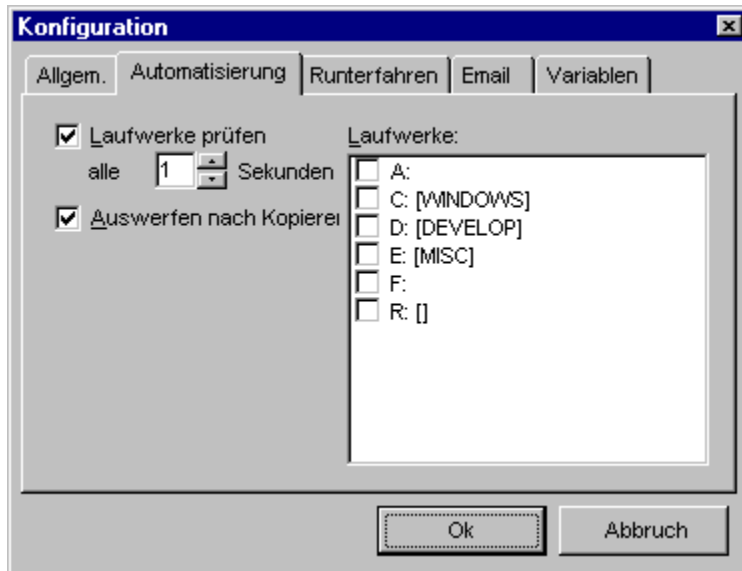 Konfiguration
Allgem. Automatisierung Runterfahren Email Variablen
Laufwerke prüfen
alle 1 Sekunden
Auswerfen nach Kopierer
Laufwerke:
A:
C: [WINDOWS]
D: [DEVELOP]
E: [MISC]
F:
R: []
Ok Abbruch